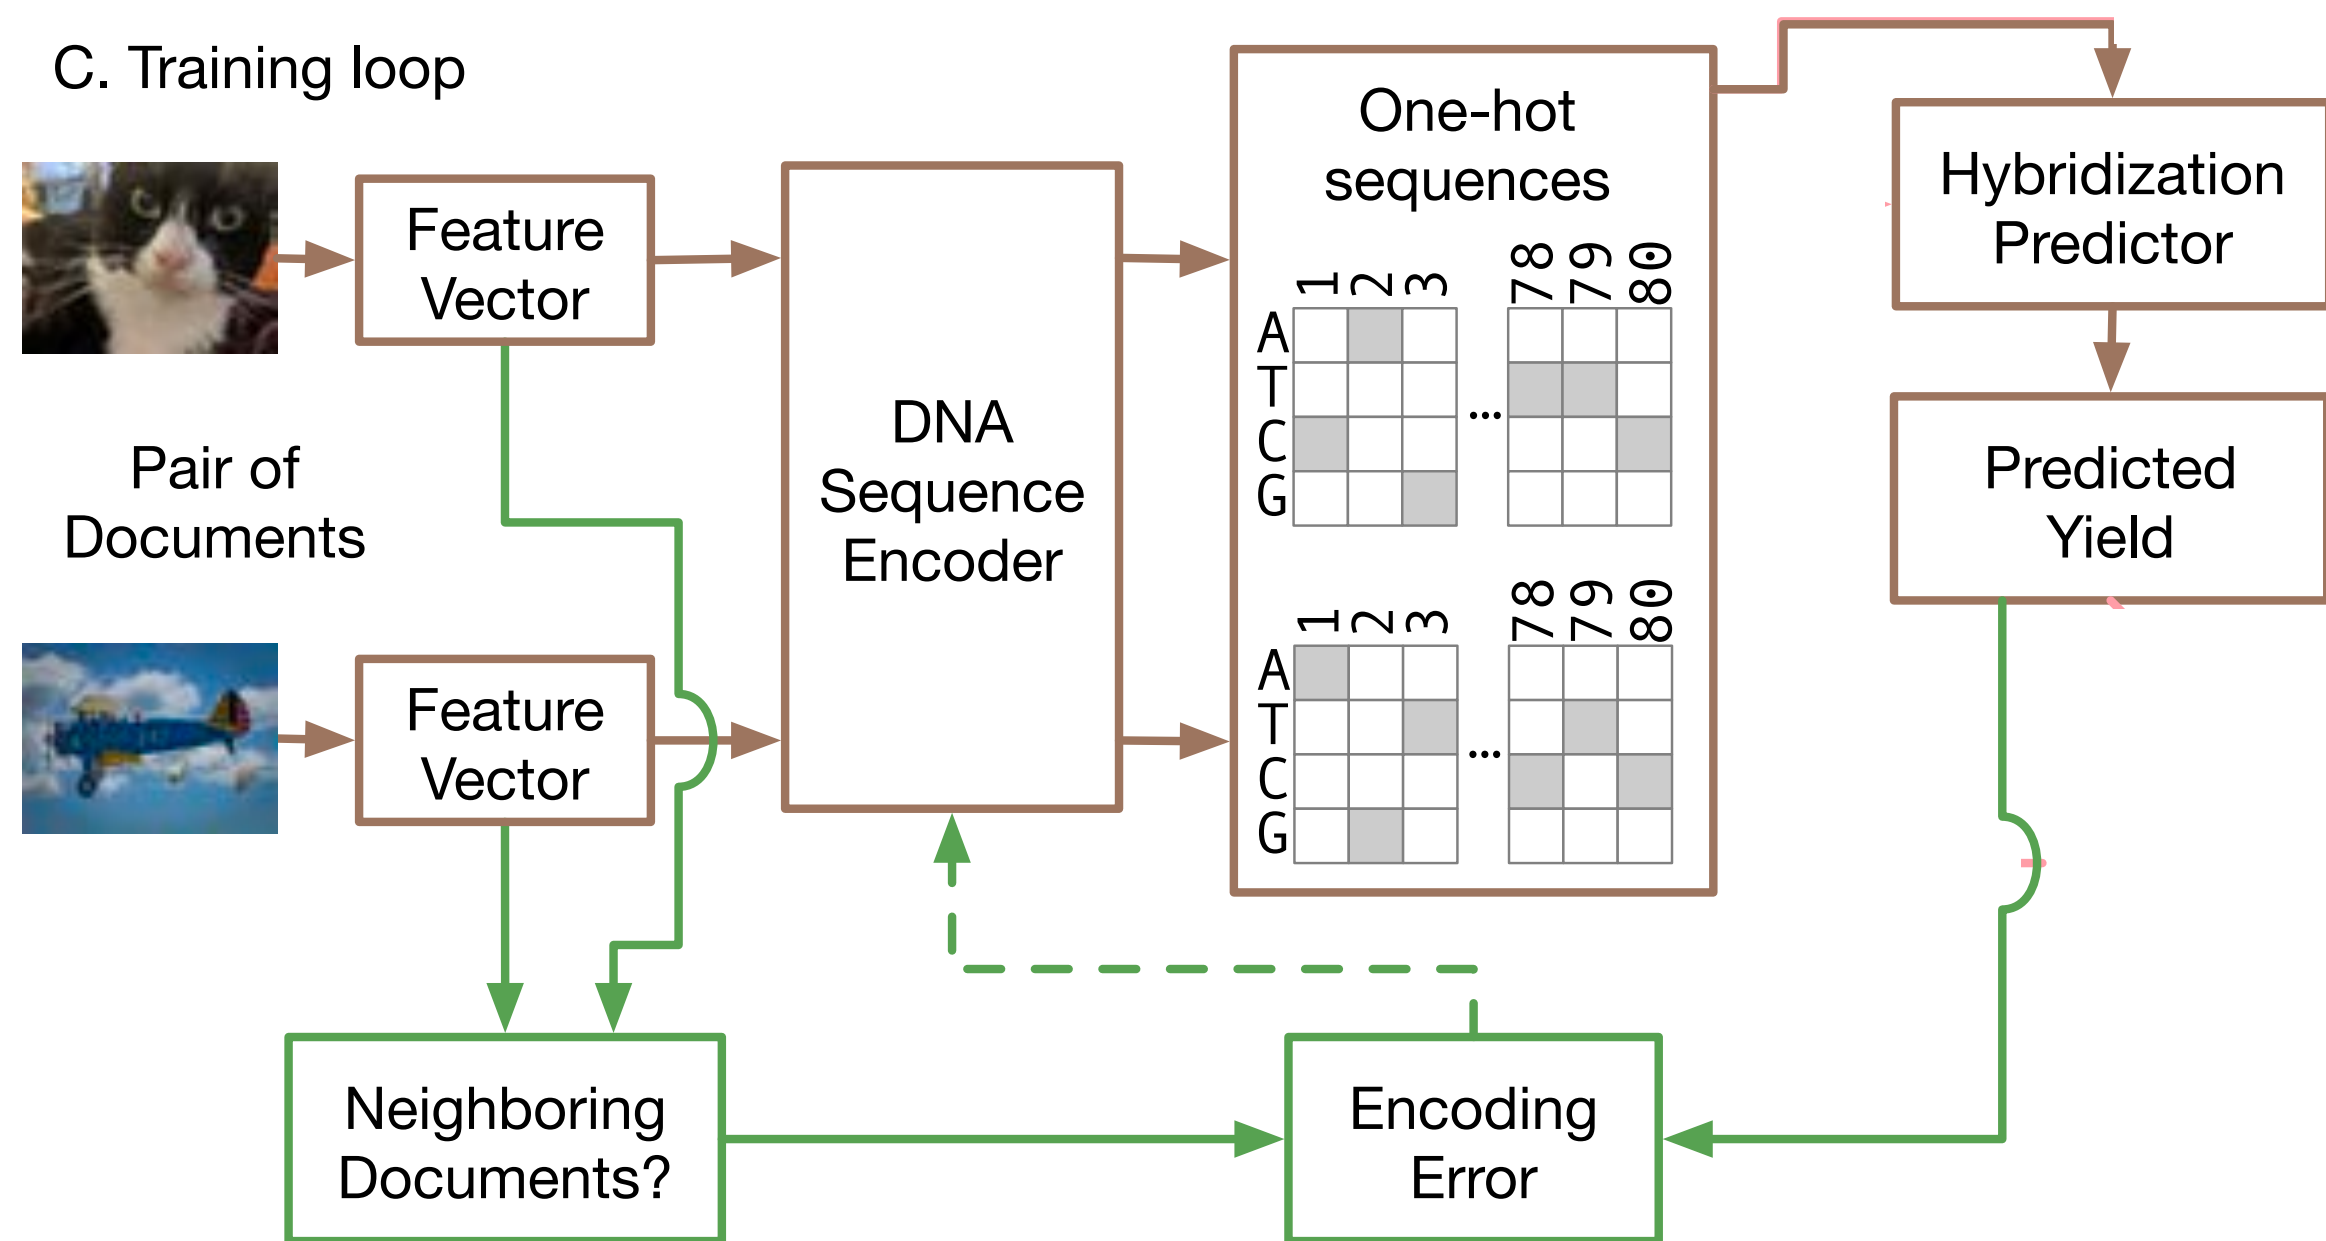 C. Training loop
Feature
Vector
Pair of
Documents
Feature
Vector
DNA
Sequence
Encoder
One-hot
sequences
1 2 3 78 79 80
A
T
C
G
...
1 2 3 78 79 80
A
T
C
G
...
Hybridization
Predictor
Predicted
Yield
Neighboring
Documents?
Encoding
Error